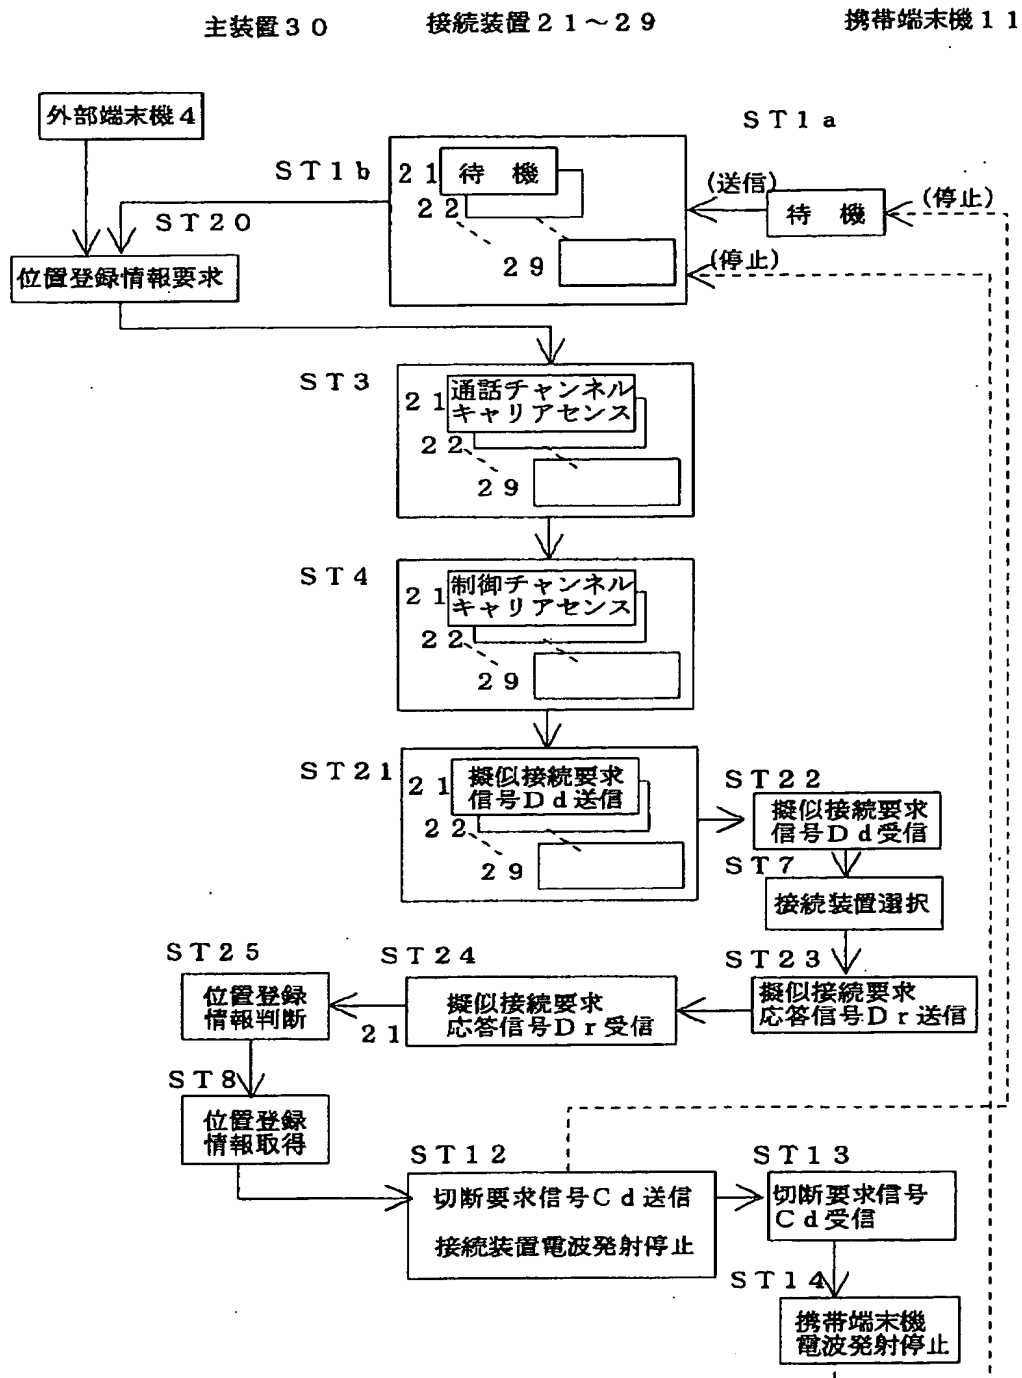 主装置30 接続装置21～29 携帯端末機11
外部端末機4
ST1a
ST1b
21
待 機
22
29
(送信)
待 機
(停止)
(停止)
ST20
位置登録情報要求
ST3
21
通話チャンネル
キャリアセンス
22
29
ST4
21
制御チャンネル
キャリアセンス
22
29
ST21
21
擬似接続要求
信号Dd送信
22
29
ST22
擬似接続要求
信号Dd受信
ST7
接続装置選択
ST23
擬似接続要求
応答信号Dr送信
ST24
擬似接続要求
応答信号Dr受信
21
ST25
位置登録
情報判断
ST8
位置登録
情報取得
ST12
切断要求信号Cd送信
接続装置電波発射停止
ST13
切断要求信号
Cd受信
ST14
携帯端末機
電波発射停止